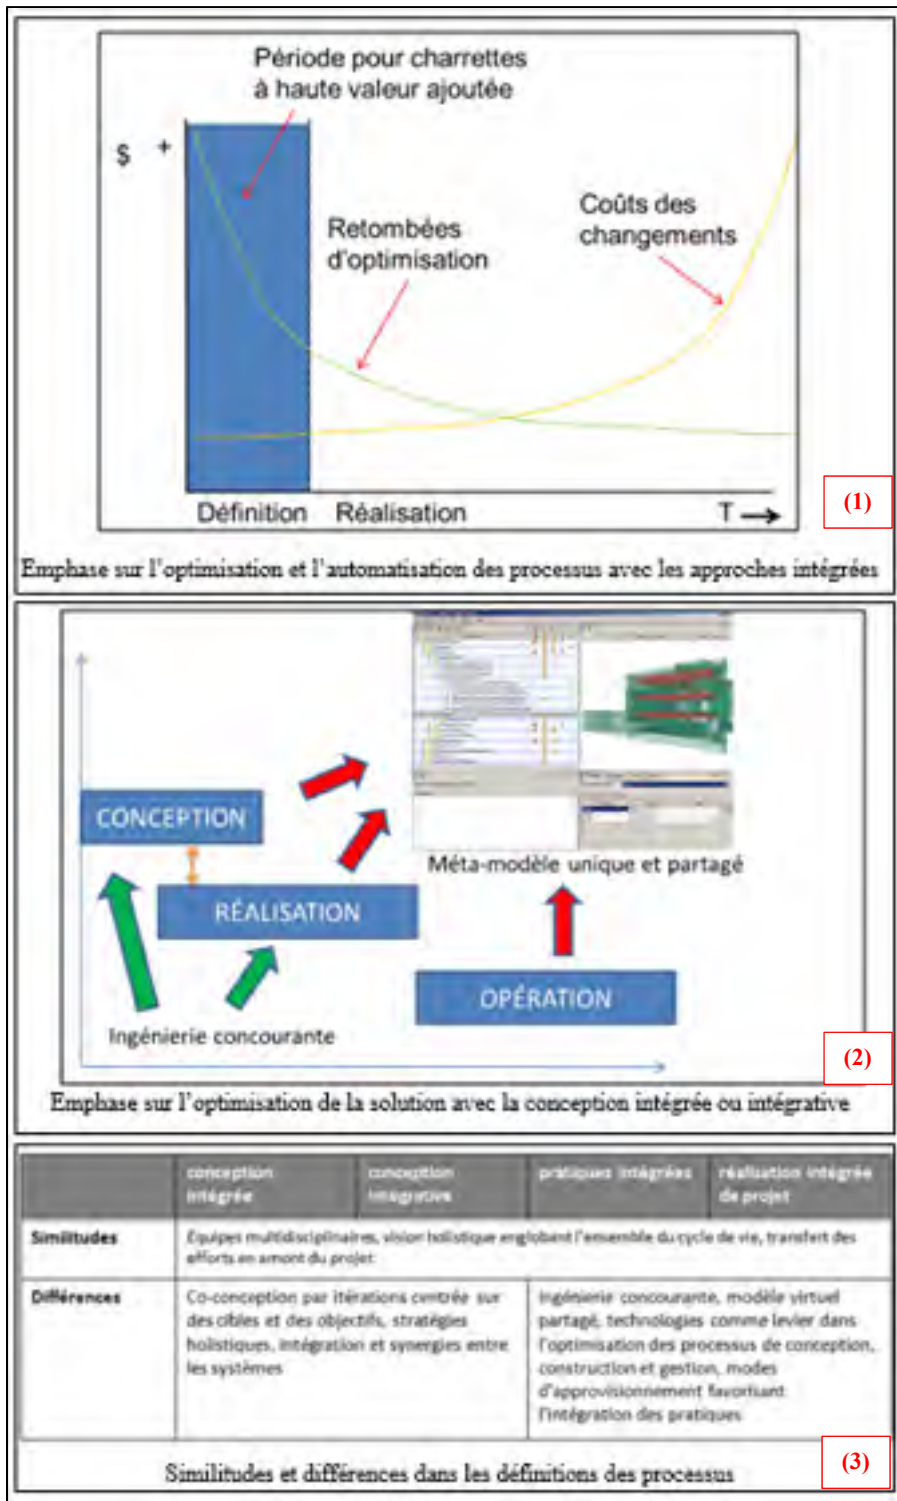 Période pour charrettes
à haute valeur ajoutée
$ +
Coûts des
changements
Retombées
d'optimisation
Définition Réalisation T
(1)
Emphase sur l'optimisation et l'automatisation des processus avec les approches intégrées
CONCEPTION
Méta-modèle unique et partagé
RÉALISATION
OPÉRATION
Ingénierie concourante
(2)
Emphase sur l'optimisation de la solution avec la conception intégrée ou intégrative
conception
intégrée
conception
intégrative
pratiques intégrées
réalisation intégrée
de projet
Similitudes
Equipes multidisciplinaires, vision holistique englobant l'ensemble du cycle de vie, transfert des
efforts en amont du projet
Différences
Co-conception par itérations centrée sur
des cibles et des objectifs, stratégies
holistiques, intégration et synergies entre
les systèmes
Ingénierie concourante, modèle virtuel
partagé, technologies comme levier dans
l'optimisation des processus de conception,
construction et gestion, modes
d'approvisionnement favorisant
l'intégration des pratiques
(3)
Similitudes et différences dans les définitions des processus